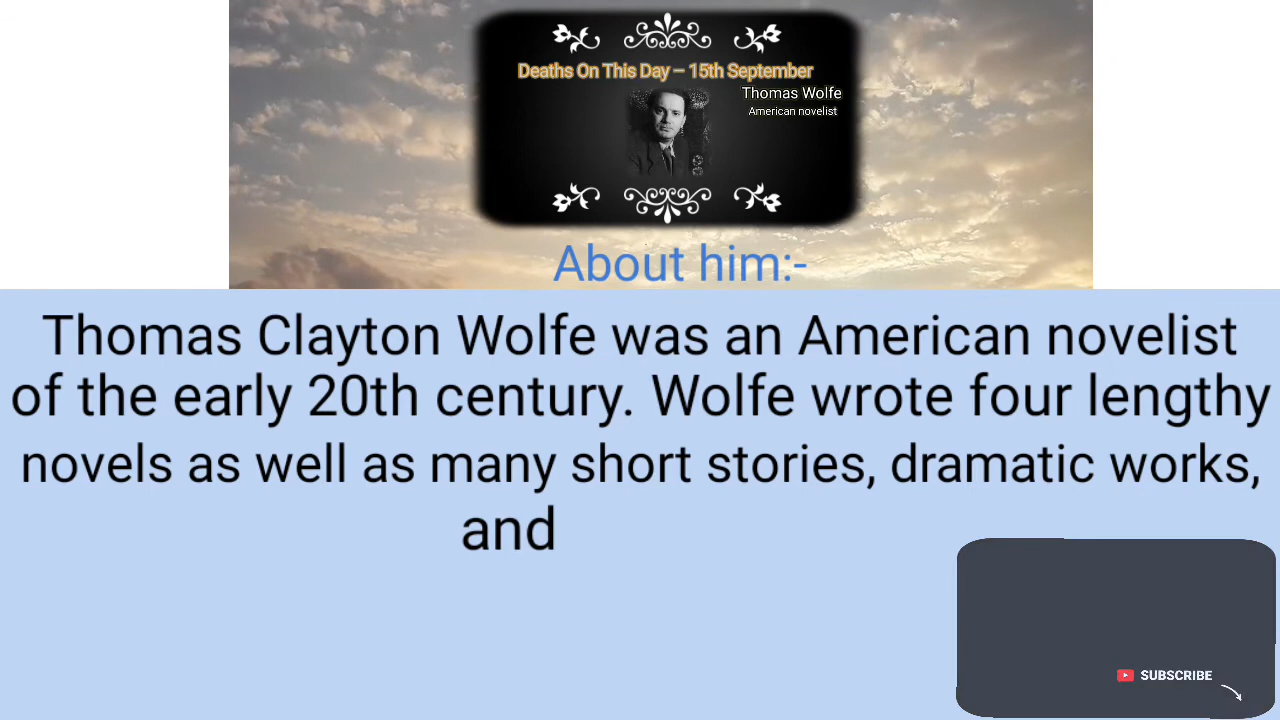 Deaths On This Day – 15th September
Thomas Wolfe
American novelist
About him:-
Thomas Clayton Wolfe was an American novelist
of the early 20th century. Wolfe wrote four lengthy
novels as well as many short stories, dramatic works,
and
SUBSCRIBE